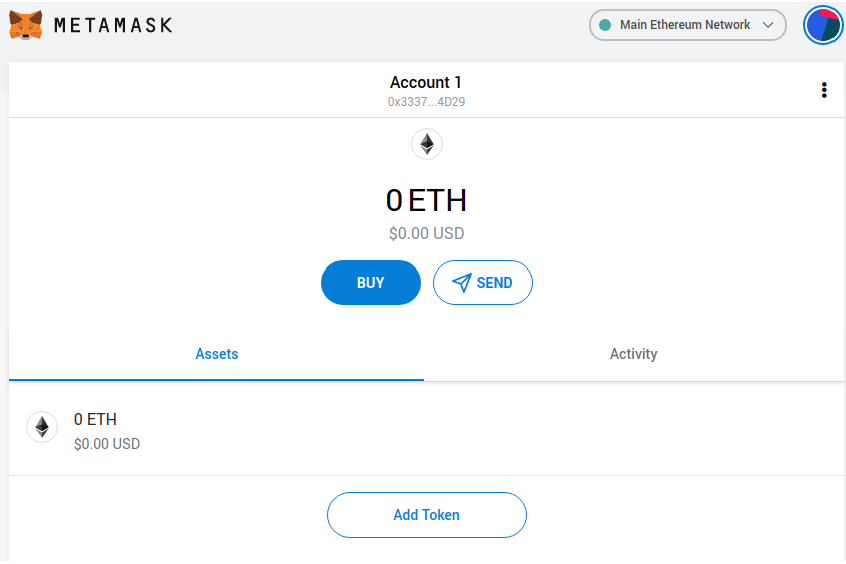 METAMASK
Main Ethereum Network
Account 1
0x3337...4D29
0 ETH
$0.00 USD
BUY
SEND
Assets
Activity
0 ETH
$0.00 USD
Add Token